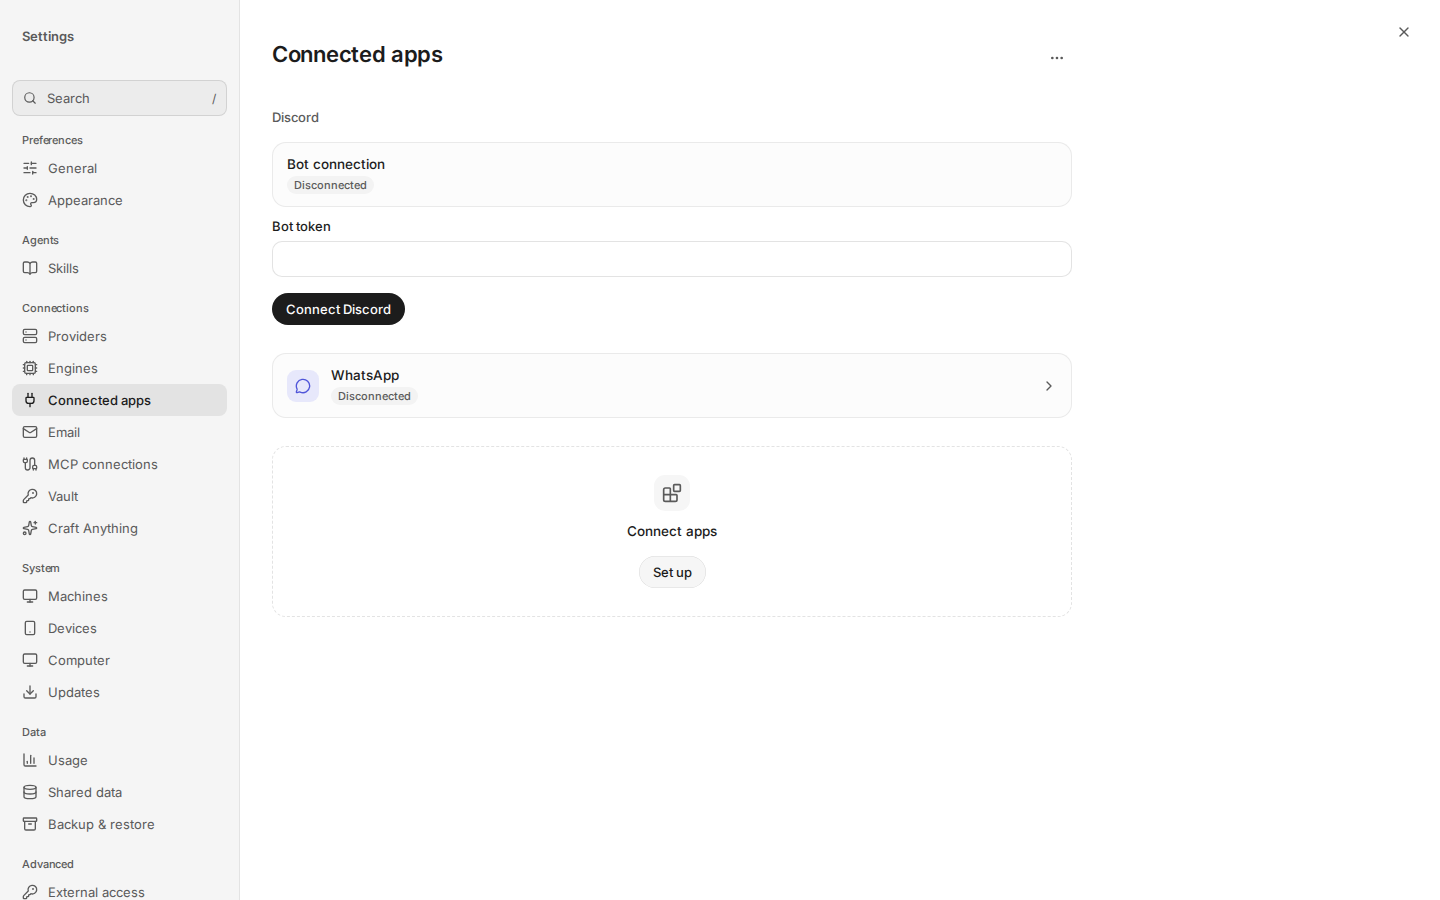 Settings
Search /
Preferences
General
Appearance
Agents
Skills
Connections
Providers
Engines
Connected apps
Email
MCP connections
Vault
Craft Anything
System
Machines
Devices
Computer
Updates
Data
Usage
Shared data
Backup & restore
Advanced
External access
Connected apps
Discord
Bot connection
Disconnected
Bot token
Connect Discord
WhatsApp
Disconnected
Connect apps
Set up